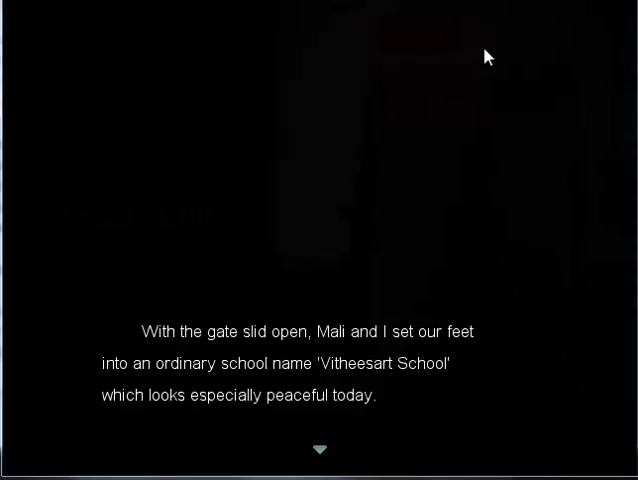 With the gate slid open, Mali and I set our feet
into an ordinary school name 'Vitheesart School'
which looks especially peaceful today.